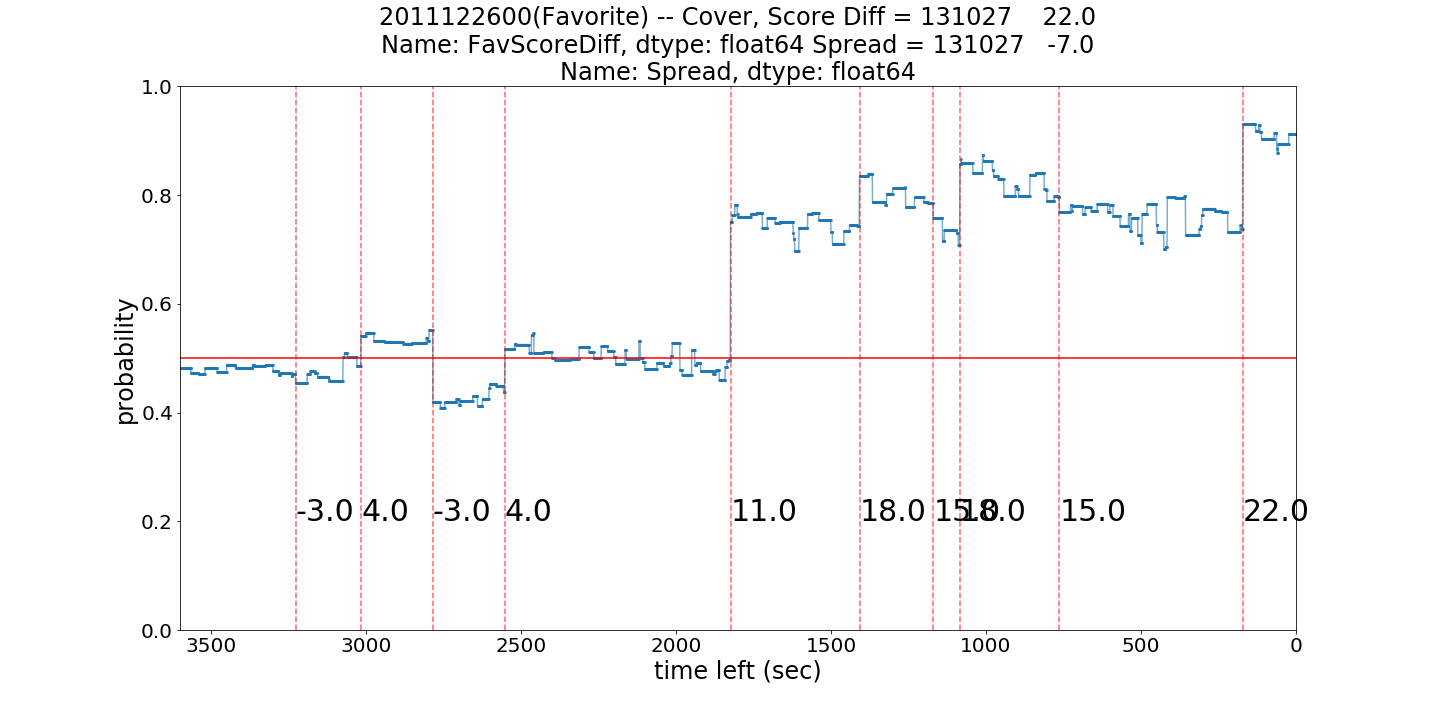 2011122600(Favorite) -- Cover, Score Diff = 131027    22.0
Name: FavScoreDiff, dtype: float64 Spread = 131027   -7.0
Name: Spread, dtype: float64
1.0
0.8
0.6
0.4
0.2
0.0
probability
-3.0 4.0 -3.0 4.0 11.0 18.0 15.0 18.0 15.0 22.0
3500 3000 2500 2000 1500 1000 500 0
time left (sec)